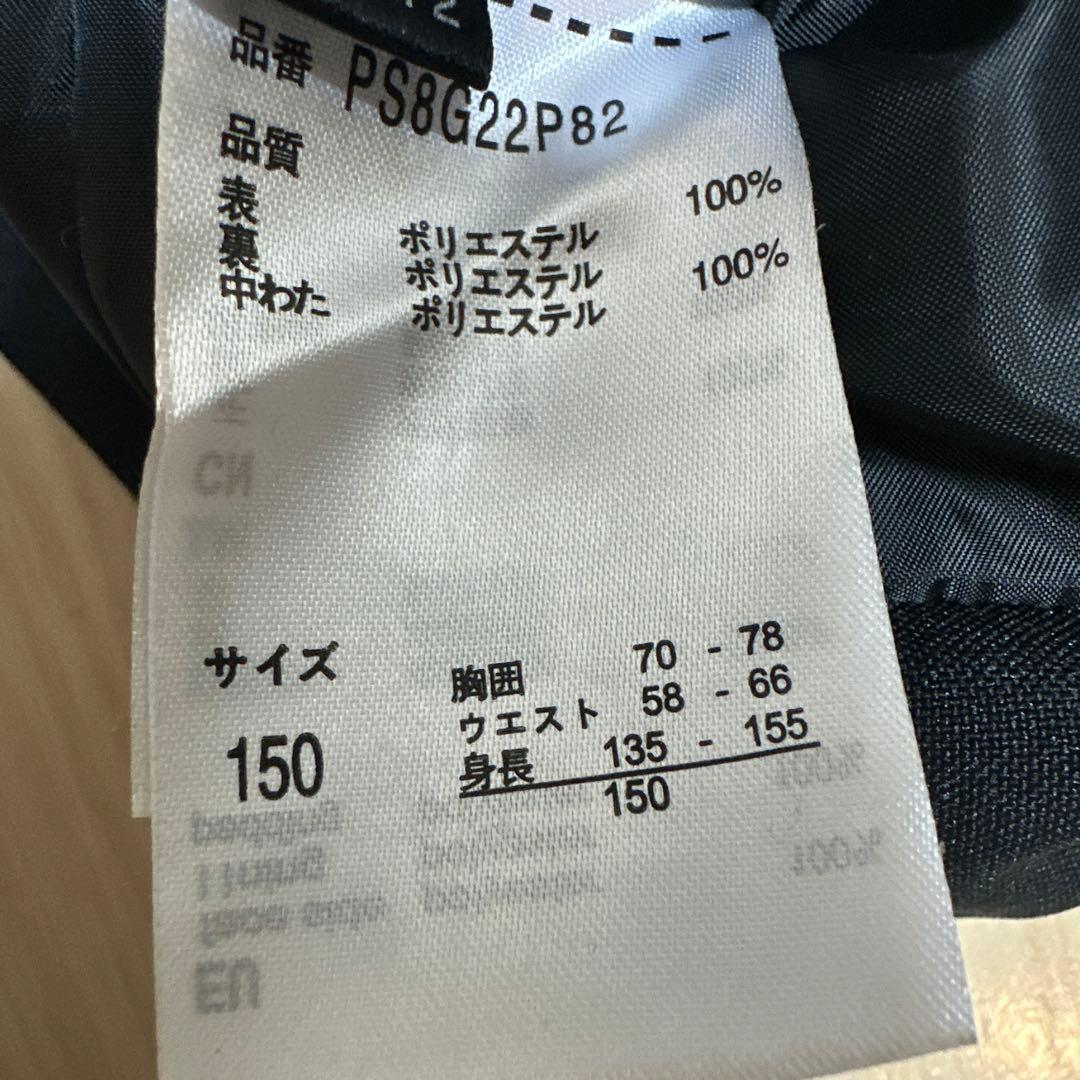 12
品番 PS8G22P82
品質
表 ポリエステル 100%
裏 ポリエステル 100%
中わた ポリエステル
サイズ
胸囲 70 - 78
ウエスト 58 - 66
身長 135 - 155
150
150